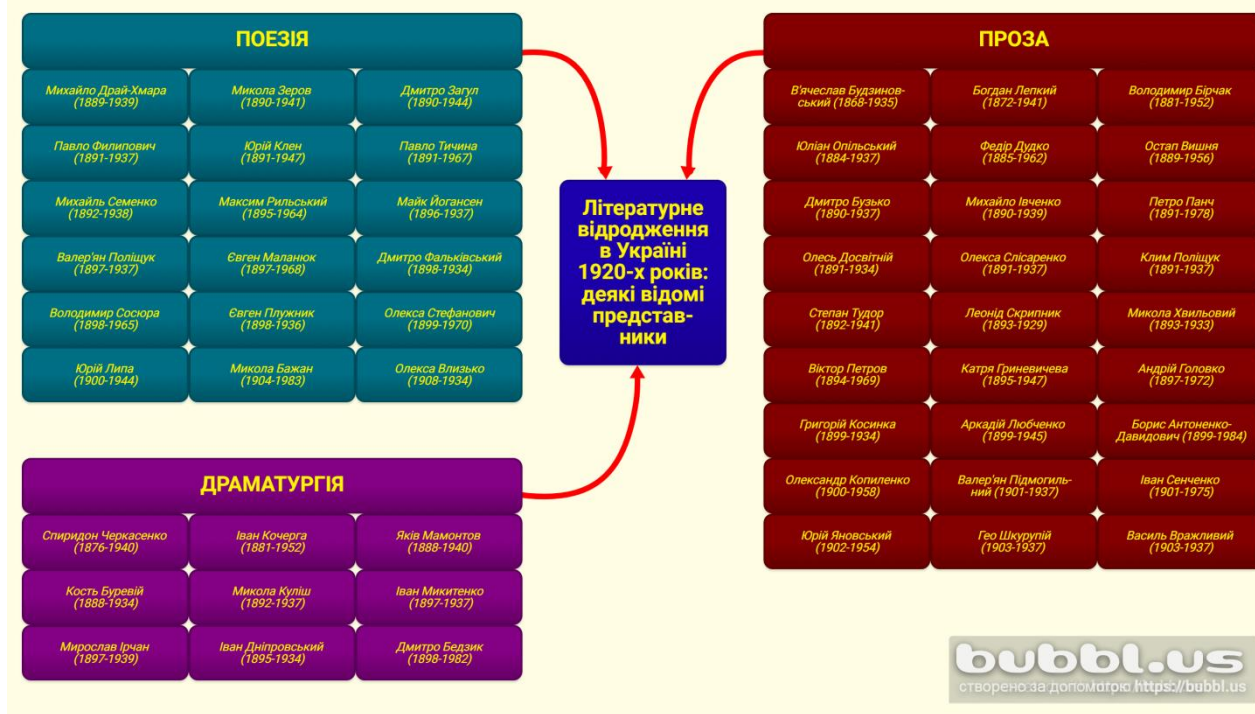 ПОЕЗІЯ
Михайло Драй-Хмара
(1889-1939)
Микола Зеров
(1890-1941)
Дмитро Загул
(1890-1944)
Павло Филипович
(1891-1937)
Юрій Клен
(1891-1947)
Павло Тичина
(1891-1967)
Михайль Семенко
(1892-1938)
Максим Рильський
(1895-1964)
Майк Йогансен
(1896-1937)
Валер'ян Поліщук
(1897-1937)
Євген Маланюк
(1897-1968)
Дмитро Фальківський
(1898-1934)
Володимир Сосюра
(1898-1965)
Євген Плужник
(1898-1936)
Олекса Стефанович
(1899-1970)
Юрій Липа
(1900-1944)
Микола Бажан
(1904-1983)
Олекса Влизько
(1908-1934)
Літературне
відродження
в Україні
1920-х років:
деякі відомі
представ-
ники
ПРОЗА
В'ячеслав Будзинов-
ський (1868-1935)
Богдан Лепкий
(1872-1941)
Володимир Бірчак
(1881-1952)
Юліан Опільський
(1884-1937)
Федір Дудко
(1885-1962)
Остап Вишня
(1889-1956)
Дмитро Бузько
(1890-1937)
Михайло Івченко
(1890-1939)
Петро Панч
(1891-1978)
Олесь Досвітній
(1891-1934)
Олекса Слісаренко
(1891-1937)
Клим Поліщук
(1891-1937)
Степан Тудор
(1892-1941)
Леонід Скрипник
(1893-1929)
Микола Хвильовий
(1893-1933)
Віктор Петров
(1894-1969)
Катря Гриневичева
(1895-1947)
Андрій Головко
(1897-1972)
Григорій Косинка
(1899-1934)
Аркадій Любченко
(1899-1945)
Борис Антоненко-
Давидович (1899-1984)
Олександр Копиленко
(1900-1958)
Валер'ян Підмогиль-
ний (1901-1937)
Іван Сенченко
(1901-1975)
Юрій Яновський
(1902-1954)
Гео Шкурупій
(1903-1937)
Василь Вражливий
(1903-1937)
ДРАМАТУРГІЯ
Спиридон Черкасенко
(1876-1940)
Іван Кочерга
(1881-1952)
Яків Мамонтов
(1888-1940)
Кость Буревій
(1888-1934)
Микола Куліш
(1892-1937)
Іван Микитенко
(1897-1937)
Мирослав Ірчан
(1897-1939)
Іван Дніпровський
(1895-1934)
Дмитро Бедзик
(1898-1982)
bubbl.us
створено за допомогою https://bubbl.us